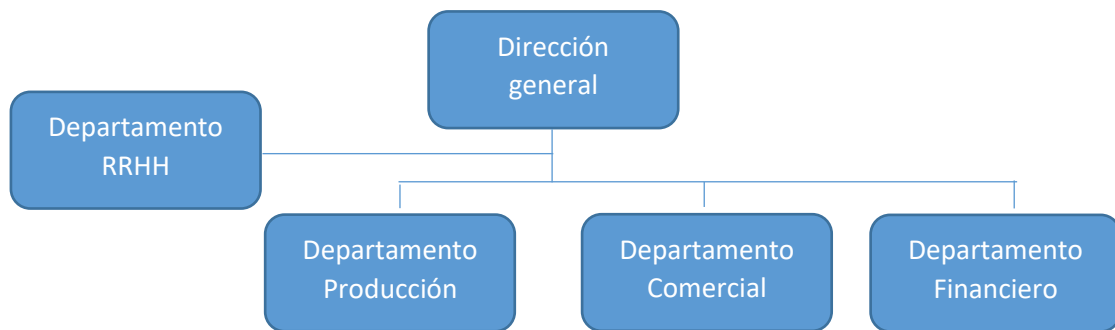 Dirección
general
Departamento
RRHH
Departamento
Producción
Departamento
Comercial
Departamento
Financiero